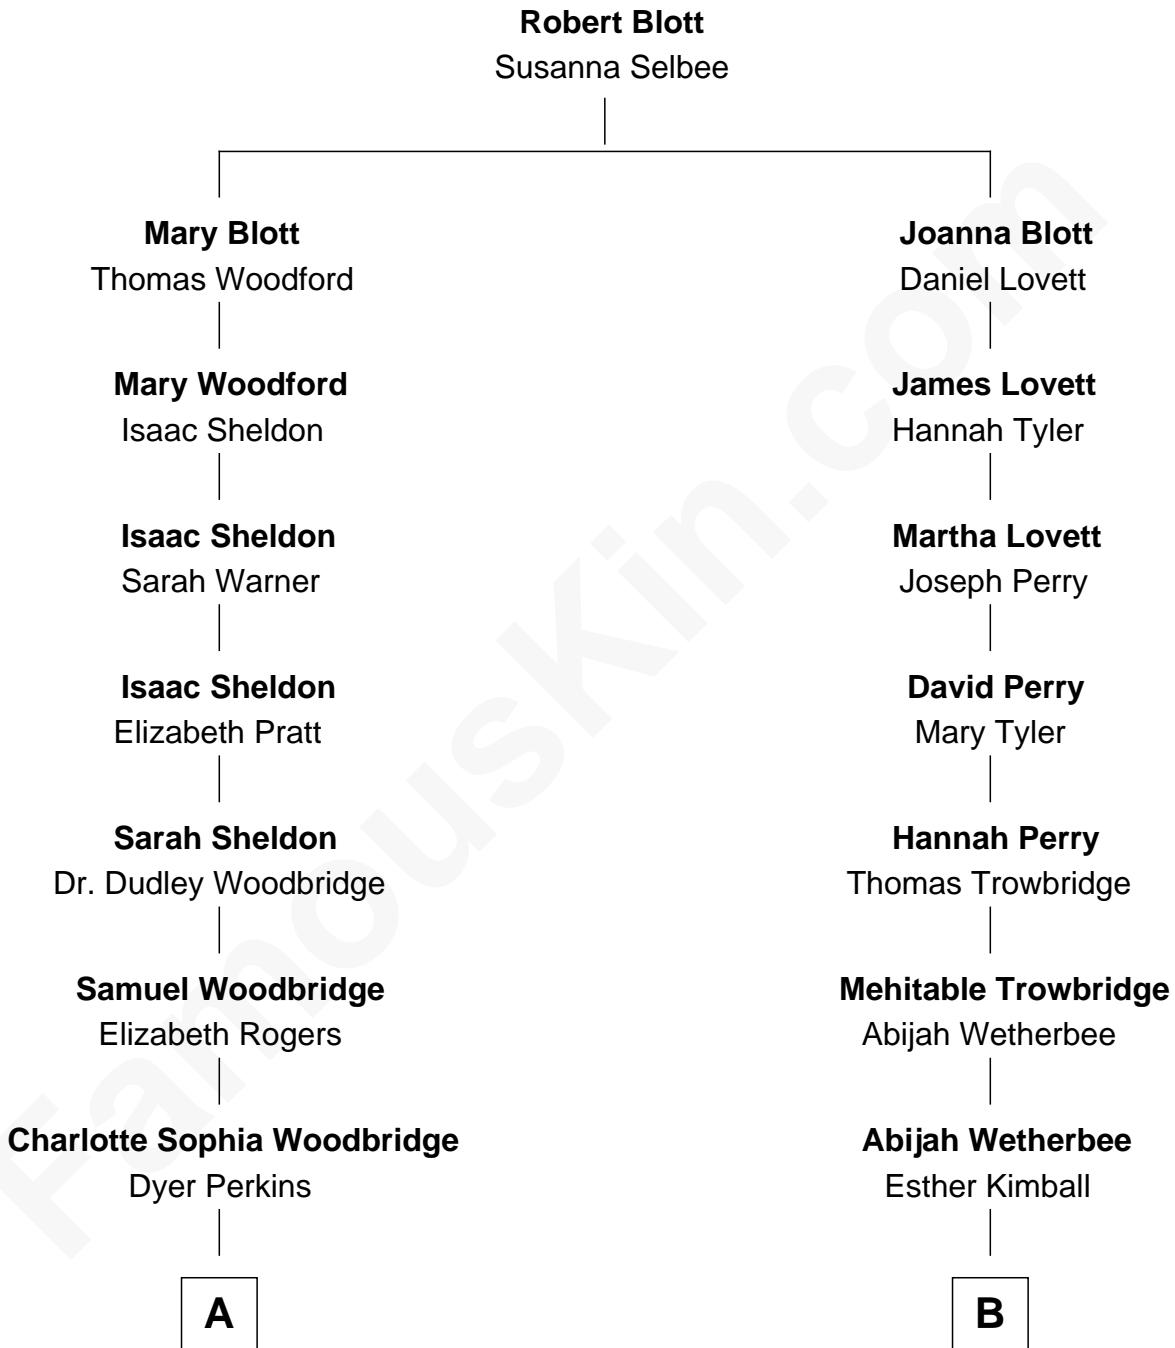 Robert Blott
Susanna Selbee
Mary Blott
Thomas Woodford
Joanna Blott
Daniel Lovett
Mary Woodford
Isaac Sheldon
James Lovett
Hannah Tyler
Isaac Sheldon
Sarah Warner
Martha Lovett
Joseph Perry
Isaac Sheldon
Elizabeth Pratt
David Perry
Mary Tyler
Sarah Sheldon
Dr. Dudley Woodbridge
Hannah Perry
Thomas Trowbridge
Samuel Woodbridge
Elizabeth Rogers
Mehitable Trowbridge
Abijah Wetherbee
Charlotte Sophia Woodbridge
Dyer Perkins
Abijah Wetherbee
Esther Kimball
A
B
FamousKin.com